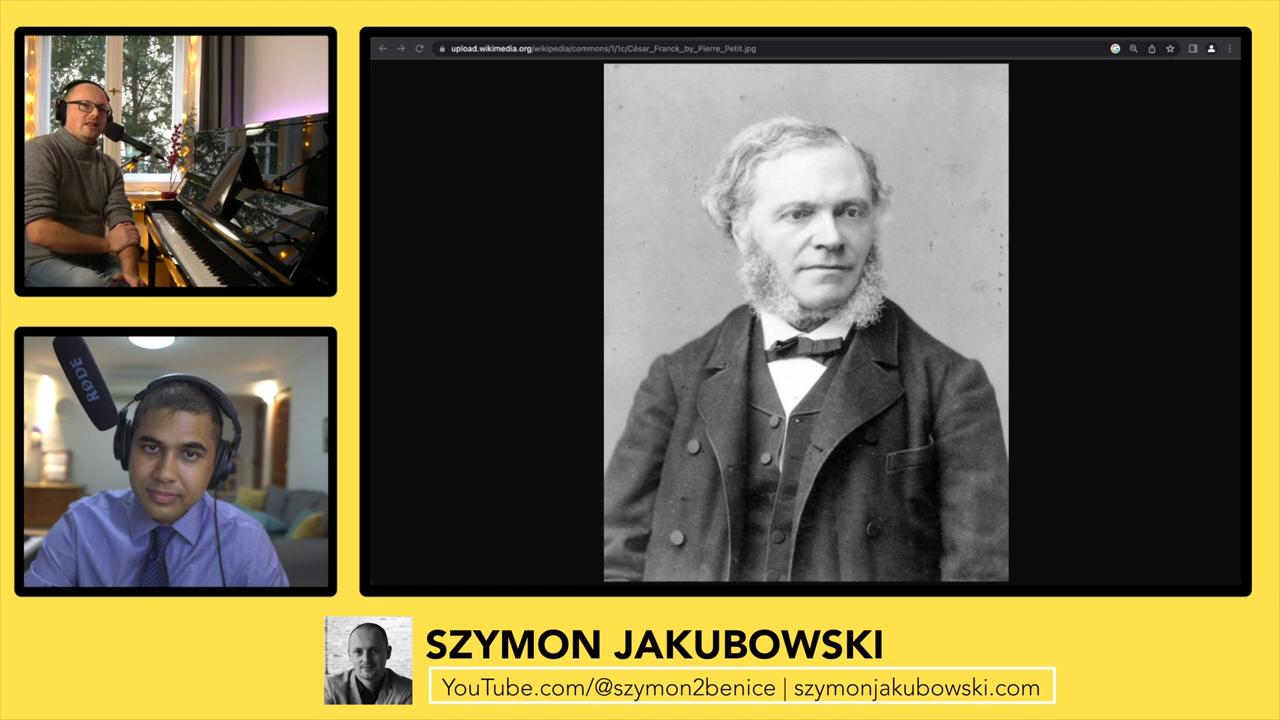 upload.wikimedia.org/wikipedia/commons/1/1c/César_Franck_by_Pierre_Petit.jpg
RØDE
SZYMON JAKUBOWSKI
YouTube.com/@szymon2benice | szymonjakubowski.com